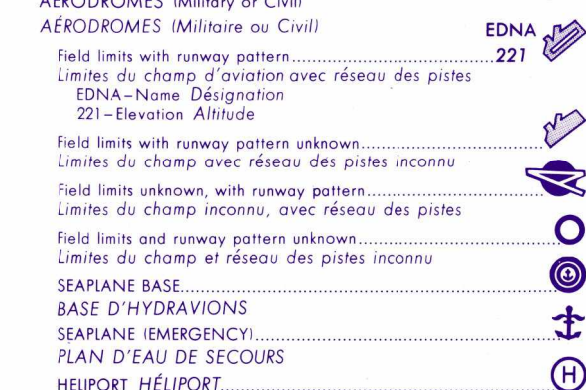 AERODROMES (Military or Civil)
AÉRODROMES (Militaire ou Civil)
EDNA
Field limits with runway pattern 221
Limites du champ d'aviation avec réseau des pistes
EDNA–Name Désignation
221–Elevation Altitude
Field limits with runway pattern unknown
Limites du champ avec réseau des pistes inconnu
Field limits unknown, with runway pattern
Limites du champ inconnu, avec réseau des pistes
Field limits and runway pattern unknown
Limites du champ et réseau des pistes inconnu
SEAPLANE BASE
BASE D'HYDRAVIONS
SEAPLANE (EMERGENCY)
PLAN D'EAU DE SECOURS
HELIPORT HÉLIPORT
H